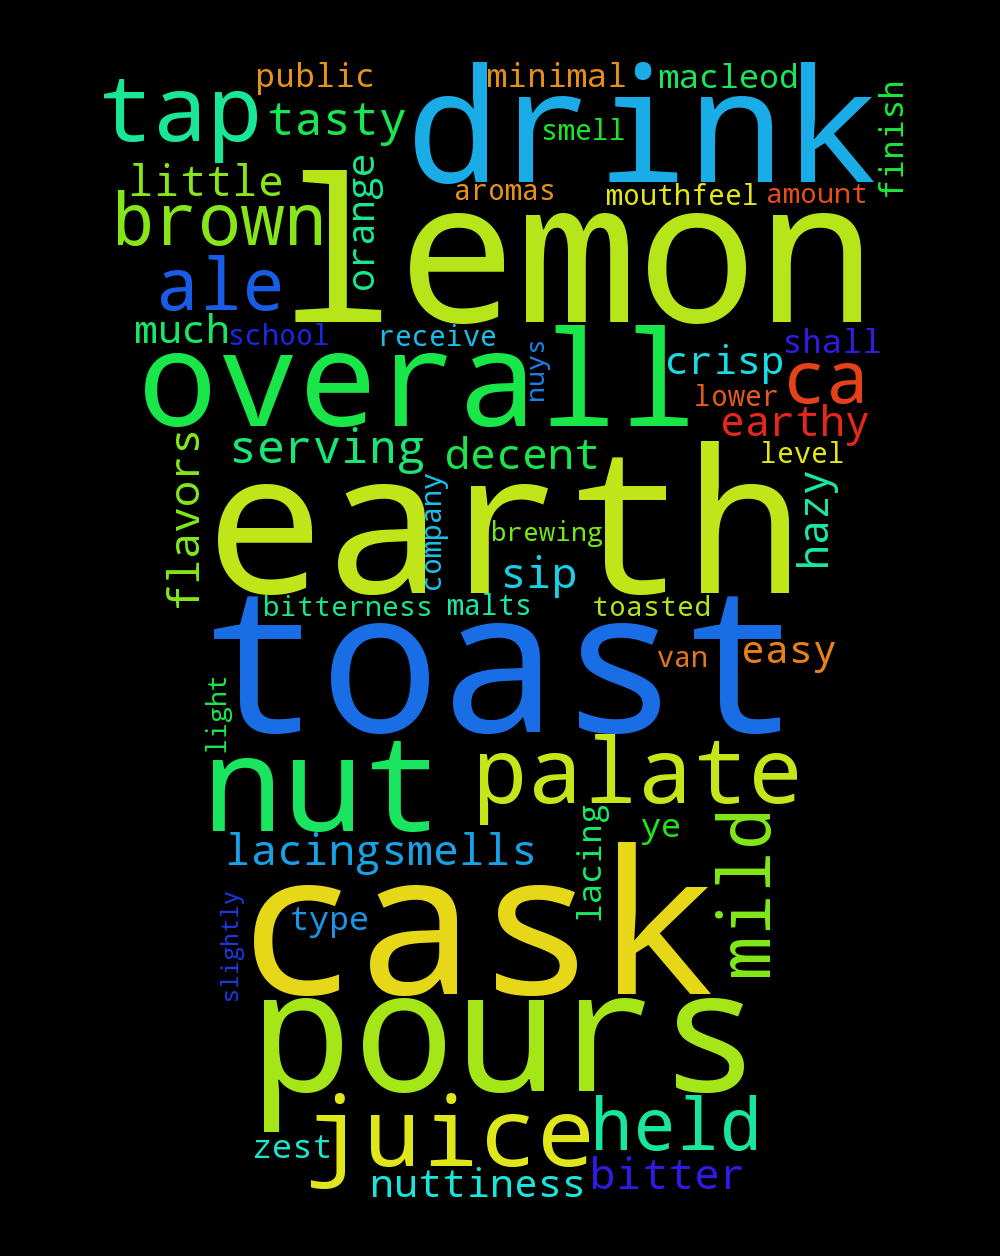 public
minimal
macleod
drink
tap
tasty
smell
finish
little
orange
aromas
mouthfeel
amount
brown
lemon
ale
much
school
receive
nuys
crisp
shall
overall
lower
ca
earthy
serving
decent
level
flavors
company
hazy
earth
brewing
sip
bitterness
malts
toasted
toast
van
easy
light
nut
palate
lacing
ye
mild
lacingsmells
cask
type
slightly
pours
juice
held
zest
nuttiness
bitter